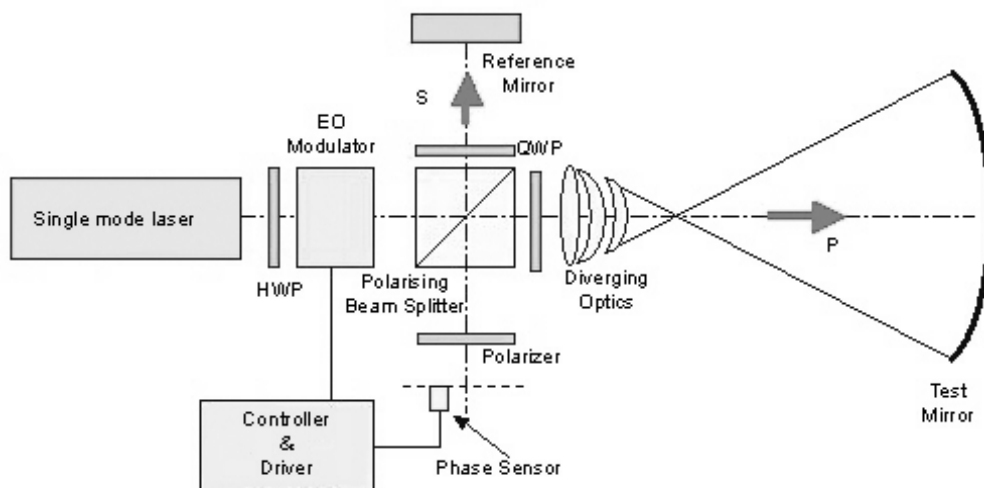 Reference
Mirror
S
EO
Modulator
QWP
Single mode laser
P
HWP
Polarising
Beam Splitter
Diverging
Optics
Polarizer
Test
Mirror
Controller
&
Driver
Phase Sensor